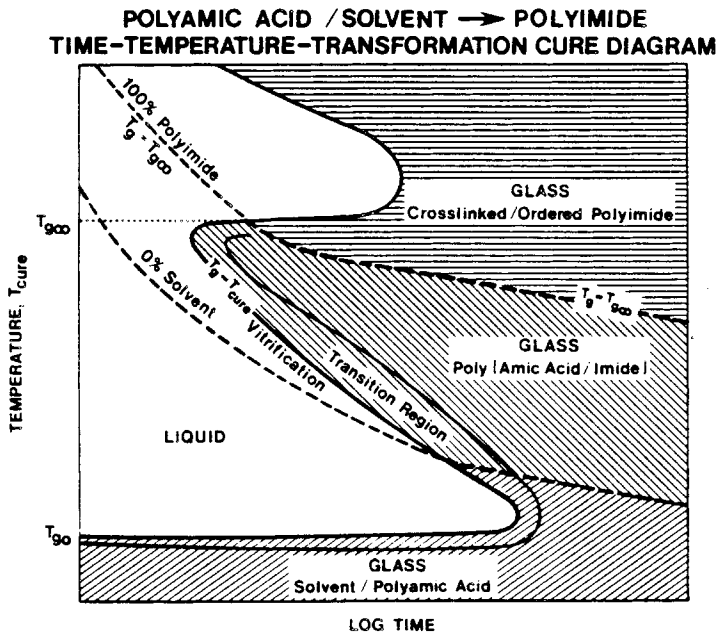 POLYAMIC ACID / SOLVENT → POLYIMIDE
TIME-TEMPERATURE-TRANSFORMATION CURE DIAGRAM
100% Polyimide
Tg = Tg∞
GLASS
Crosslinked/Ordered Polyimide
Tg∞
0% Solvent
Tg = Tcure
Vitrification
Transition Region
Tg = Tg∞
GLASS
Poly [Amic Acid/Imide]
TEMPERATURE, Tcure
LIQUID
Tgo
GLASS
Solvent / Polyamic Acid
LOG TIME